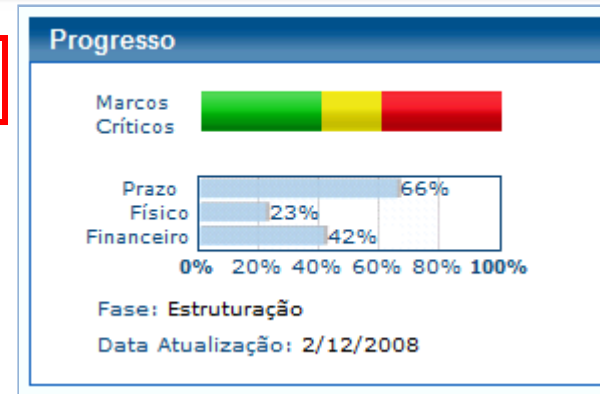 Progresso
Marcos
Críticos
Prazo 66%
Físico 23%
Financeiro 42%
0% 20% 40% 60% 80% 100%
Fase: Estruturação
Data Atualização: 2/12/2008